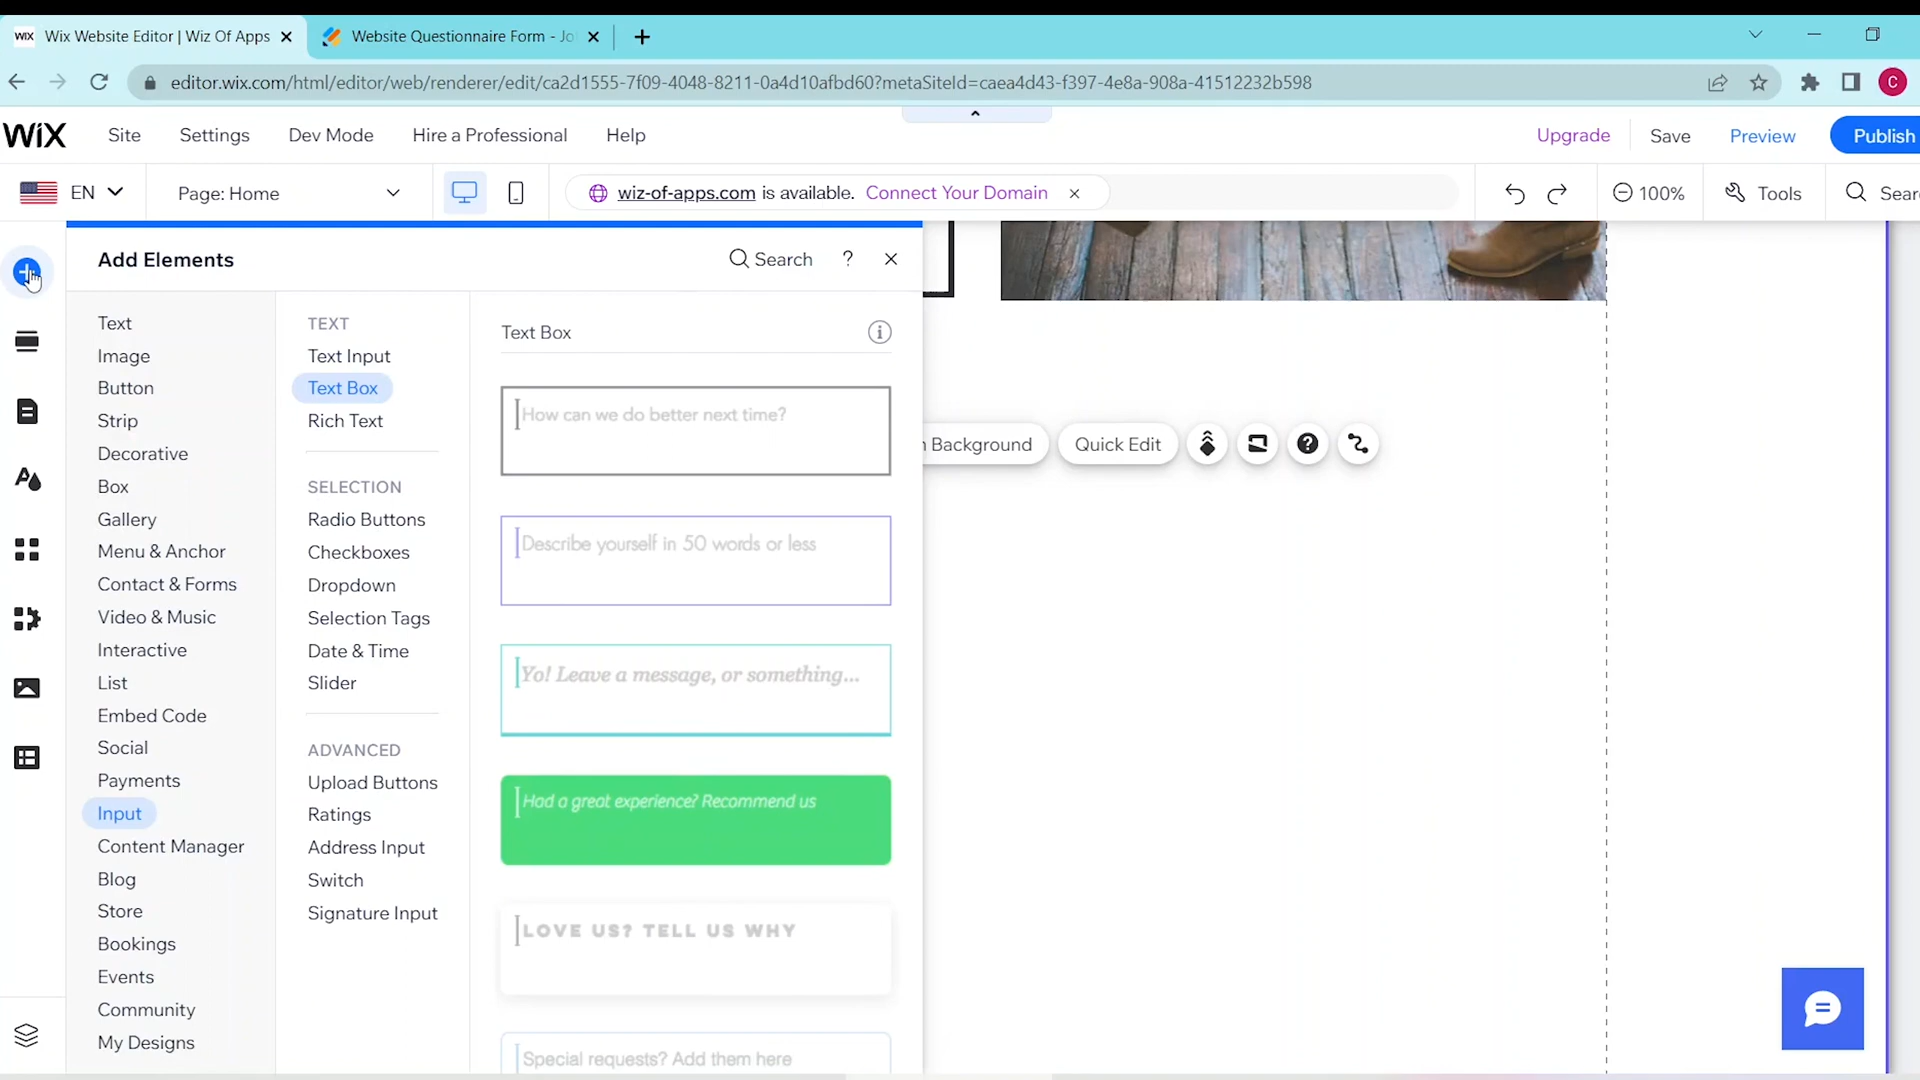 WIX Wix Website Editor | Wiz Of Apps
Website Questionnaire Form - Jo
editor.wix.com/html/editor/web/renderer/edit/ca2d1555-7f09-4048-8211-0a4d10afbd60?metaSiteId=caea4d43-f397-4e8a-908a-41512232b598
C
WiX
Site
Settings
Dev Mode
Hire a Professional
Help
Upgrade
Save
Preview
Publish
EN
Page: Home
wiz-of-apps.com is available. Connect Your Domain
100%
Tools
Sear
Add Elements
Search
?
Text
Image
Button
Strip
Decorative
Box
Gallery
Menu & Anchor
Contact & Forms
Video & Music
Interactive
List
Embed Code
Social
Payments
Input
Content Manager
Blog
Store
Bookings
Events
Community
My Designs
TEXT
Text Input
Text Box
Rich Text
SELECTION
Radio Buttons
Checkboxes
Dropdown
Selection Tags
Date & Time
Slider
ADVANCED
Upload Buttons
Ratings
Address Input
Switch
Signature Input
Text Box
How can we do better next time?
Describe yourself in 50 words or less
Yo! Leave a message, or something...
Had a great experience? Recommend us
LOVE US? TELL US WHY
Special requests? Add them here
Background
Quick Edit